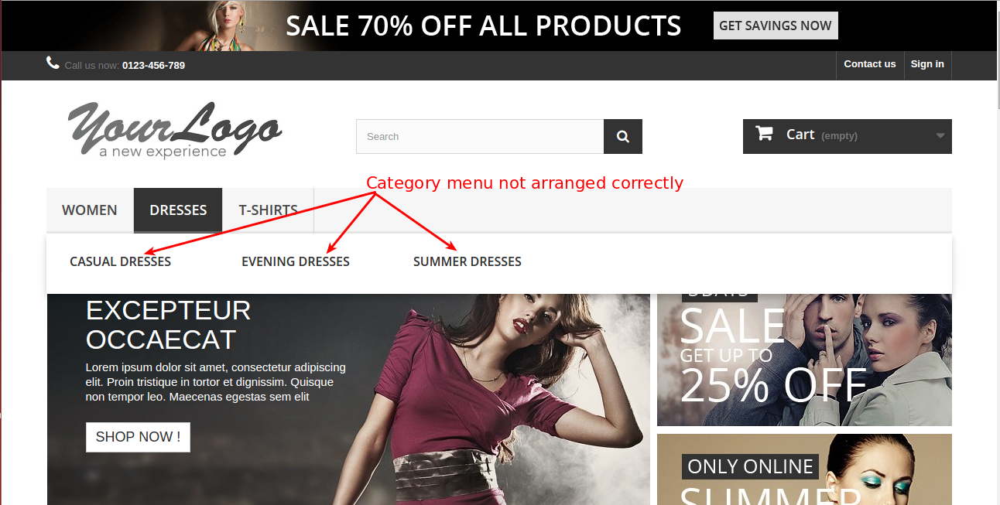 SALE 70% OFF ALL PRODUCTS
GET SAVINGS NOW
Call us now: 0123-456-789
Contact us
Sign in
YourLogo
a new experience
Search
Cart (empty)
Category menu not arranged correctly
WOMEN
DRESSES
T-SHIRTS
CASUAL DRESSES
EVENING DRESSES
SUMMER DRESSES
EXCEPTEUR
OCCAECAT
Lorem ipsum dolor sit amet, consectetur adipiscing
elit. Proin tristique in tortor et dignissim. Quisque
non tempor leo. Maecenas egestas sem elit
SHOP NOW !
SALE
GET UP TO
25% OFF
ONLY ONLINE
SUMMER